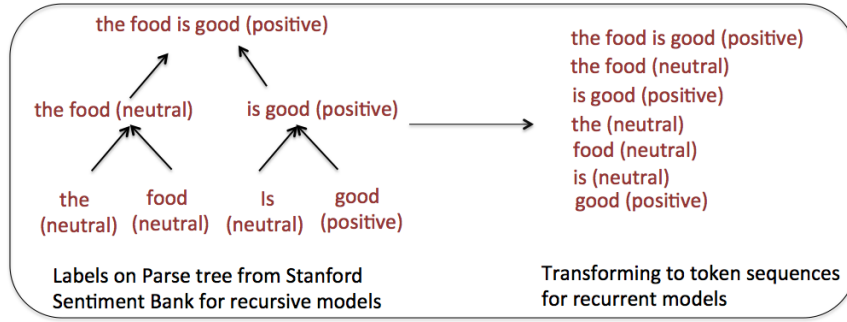 the food is good (positive)
the food (neutral)
is good (positive)
the
(neutral)
food
(neutral)
Is
(neutral)
good
(positive)
Labels on Parse tree from Stanford
Sentiment Bank for recursive models
the food is good (positive)
the food (neutral)
is good (positive)
the (neutral)
food (neutral)
is (neutral)
good (positive)
Transforming to token sequences
for recurrent models